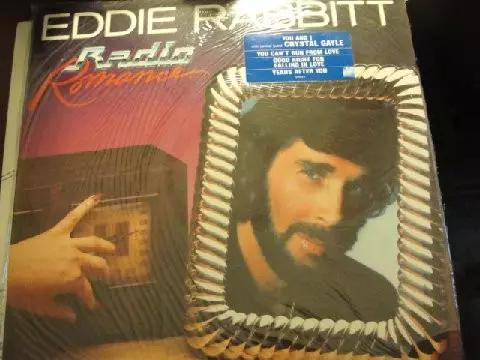 EDDIE RABBITT
Radio
Romance
YOU AND I
CRYSTAL GAYLE
YOU CAN'T RUN FROM LOVE
GOOD NIGHT FOR
FALLING IN LOVE
YEARS AFTER YOU